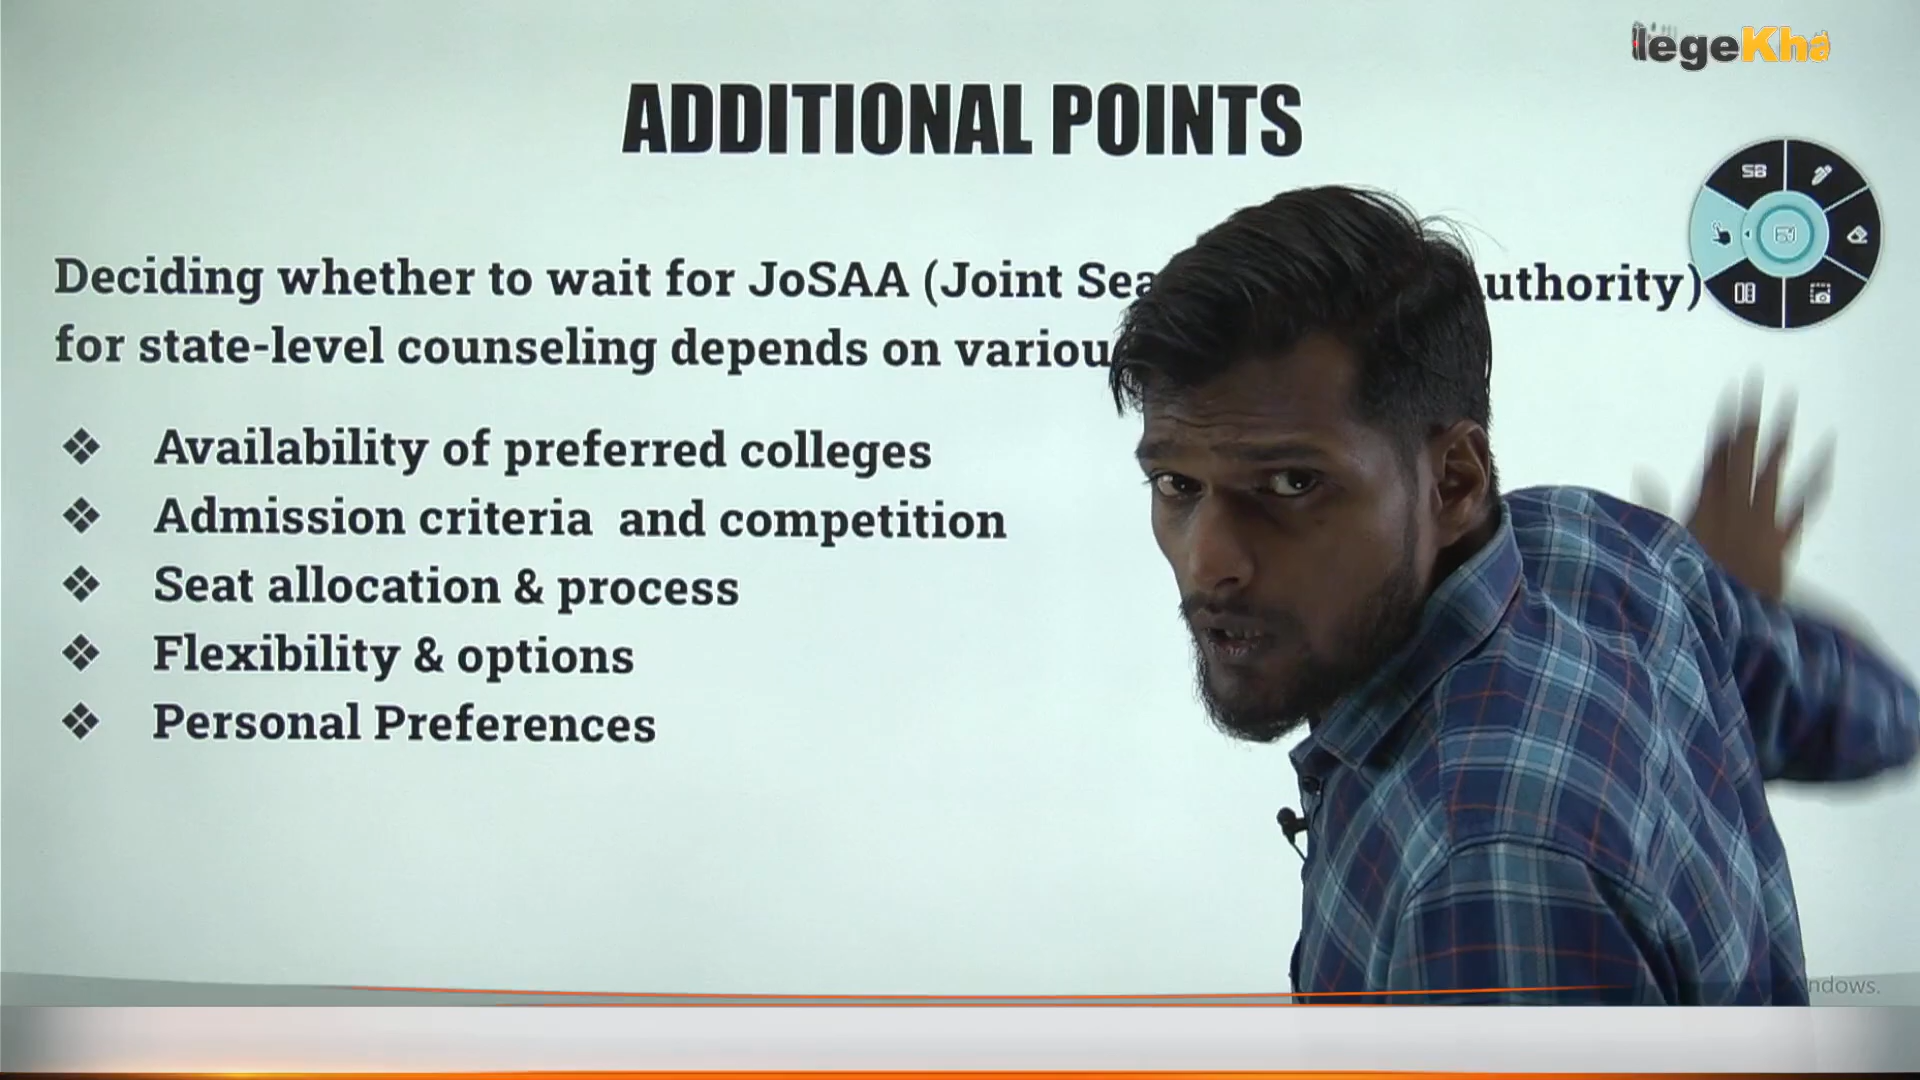 legeKha
ADDITIONAL POINTS
SB
Deciding whether to wait for JoSAA (Joint Sea uthority)
for state-level counseling depends on variou
❖ Availability of preferred colleges
❖ Admission criteria and competition
❖ Seat allocation & process
❖ Flexibility & options
❖ Personal Preferences
ndows.